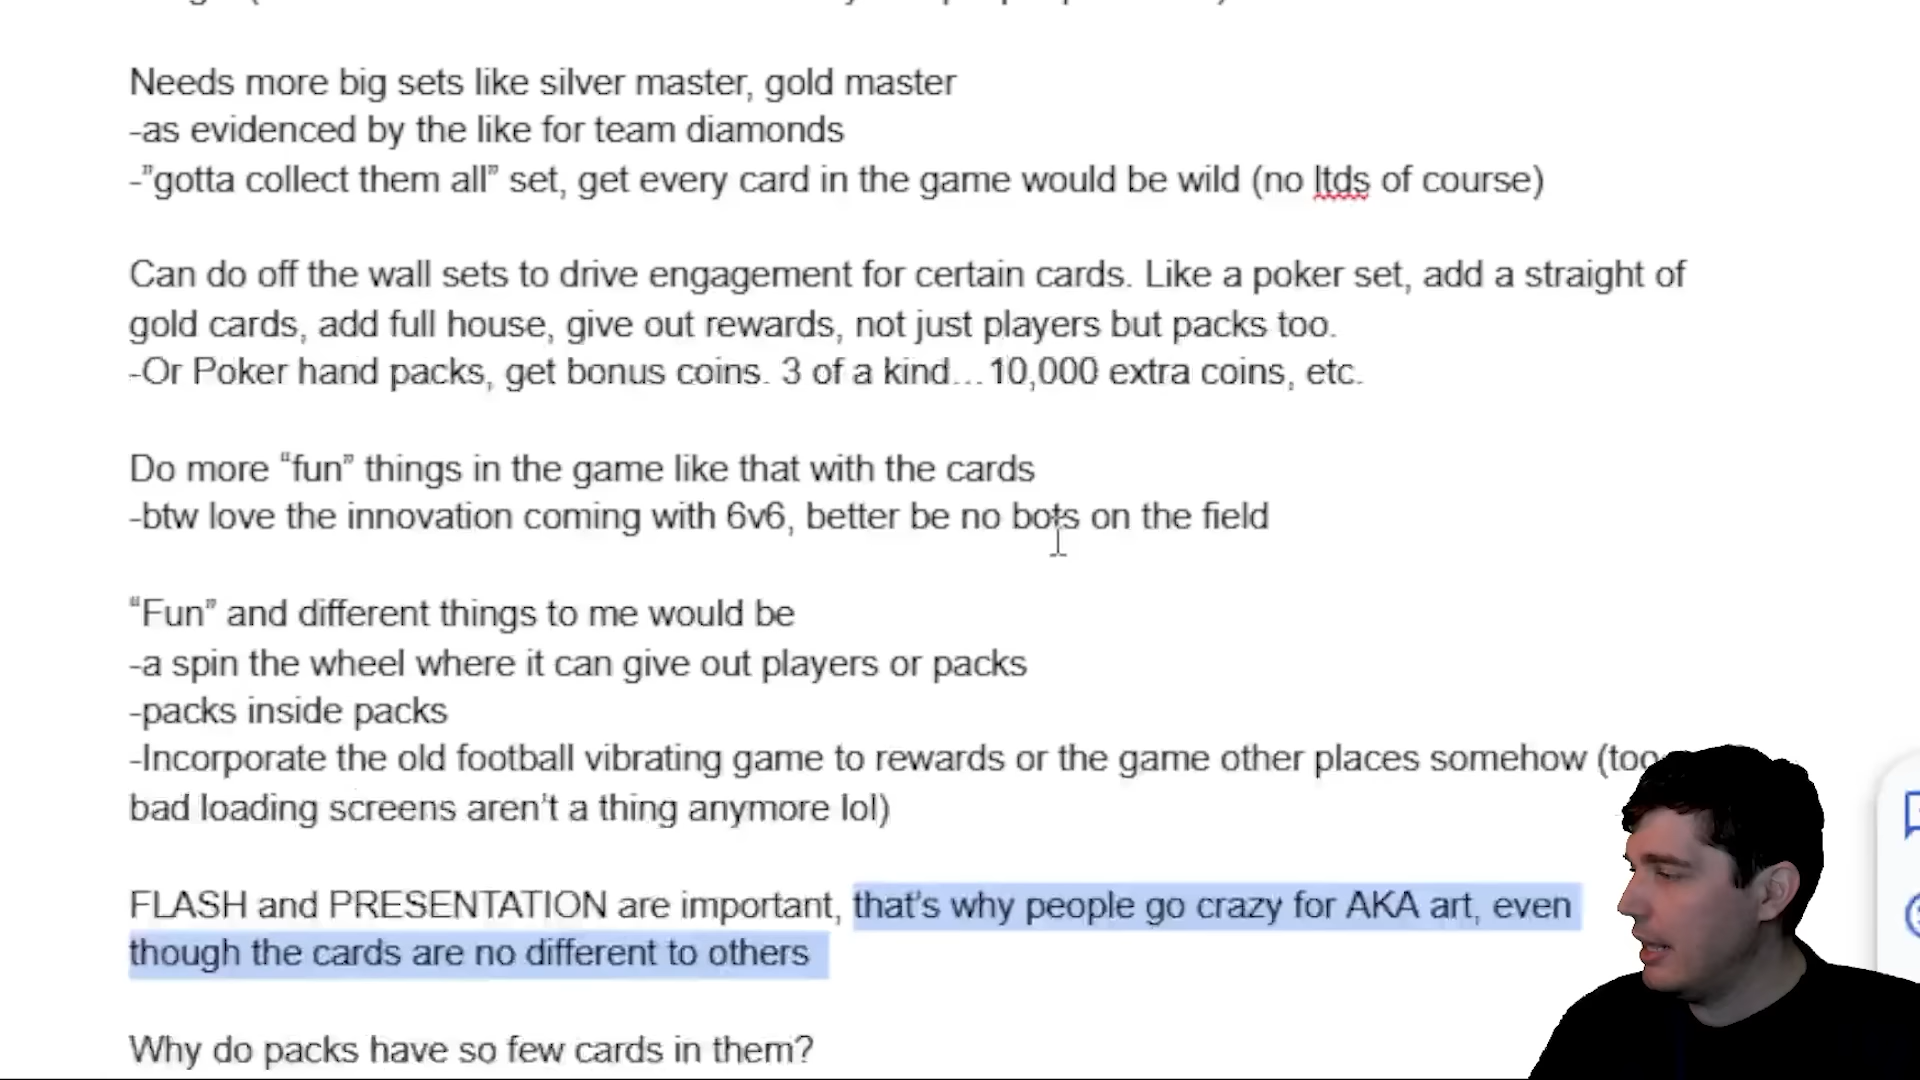 Needs more big sets like silver master, gold master
-as evidenced by the like for team diamonds
-”gotta collect them all” set, get every card in the game would be wild (no ltds of course)
Can do off the wall sets to drive engagement for certain cards. Like a poker set, add a straight of
gold cards, add full house, give out rewards, not just players but packs too.
-Or Poker hand packs, get bonus coins. 3 of a kind…10,000 extra coins, etc.
Do more “fun” things in the game like that with the cards
-btw love the innovation coming with 6v6, better be no bots on the field
“Fun” and different things to me would be
-a spin the wheel where it can give out players or packs
-packs inside packs
-Incorporate the old football vibrating game to rewards or the game other places somehow (too
bad loading screens aren’t a thing anymore lol)
FLASH and PRESENTATION are important, that’s why people go crazy for AKA art, even
though the cards are no different to others
Why do packs have so few cards in them?